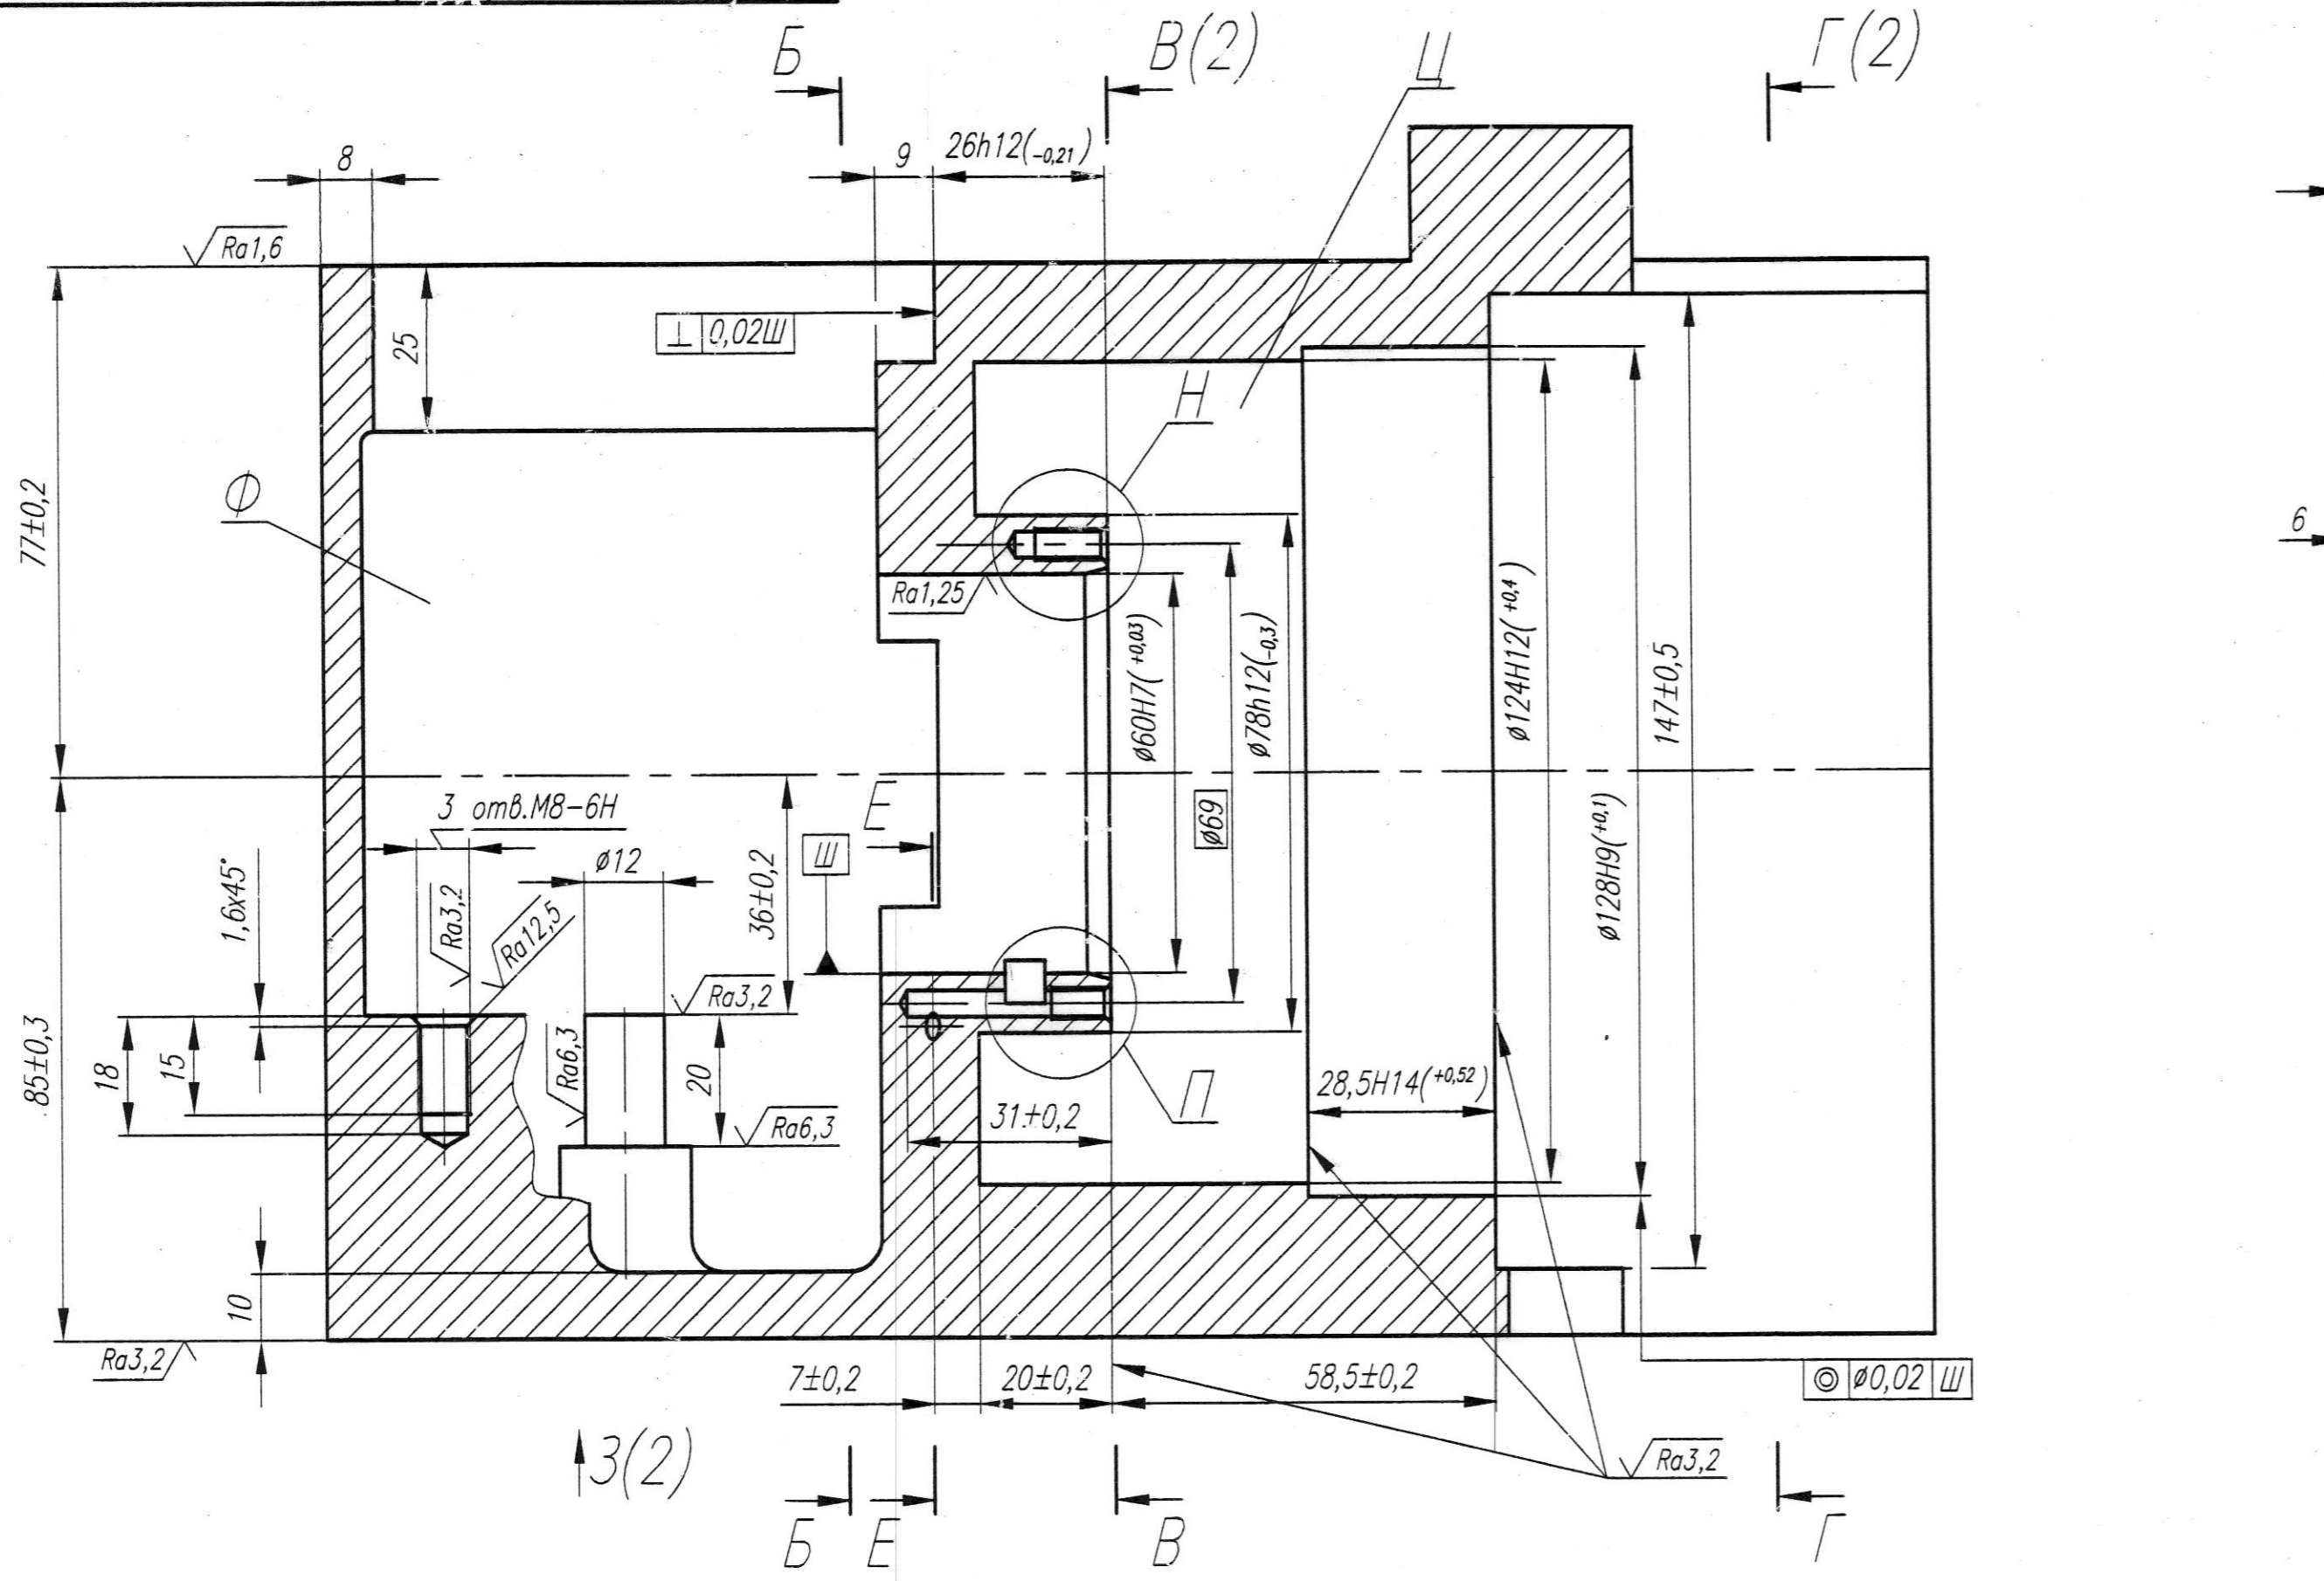 Б
В(2)
Ц
Г(2)
8
9
26h12(-0,21)
Ra1,6
25
⊥ 0,02Ш
Н
Ф
77±0,2
6
Ra1,25
ø60H7(+0,03)
ø78h12(-0,3)
ø124H12(+0,4)
147±0,5
3 отв.М8-6Н
Е
ø69
Ш
ø12
36±0,2
ø128H9(+0,1)
1,6x45°
Ra3,2
Ra12,5
Ra3,2
85±0,3
18
15
Ra6,3
20
Ra6,3
31±0,2
П
28,5H14(+0,52)
10
Ra3,2
7±0,2
20±0,2
58,5±0,2
◎ ø0,02 Ш
З(2)
Ra3,2
Б
Е
В
Г